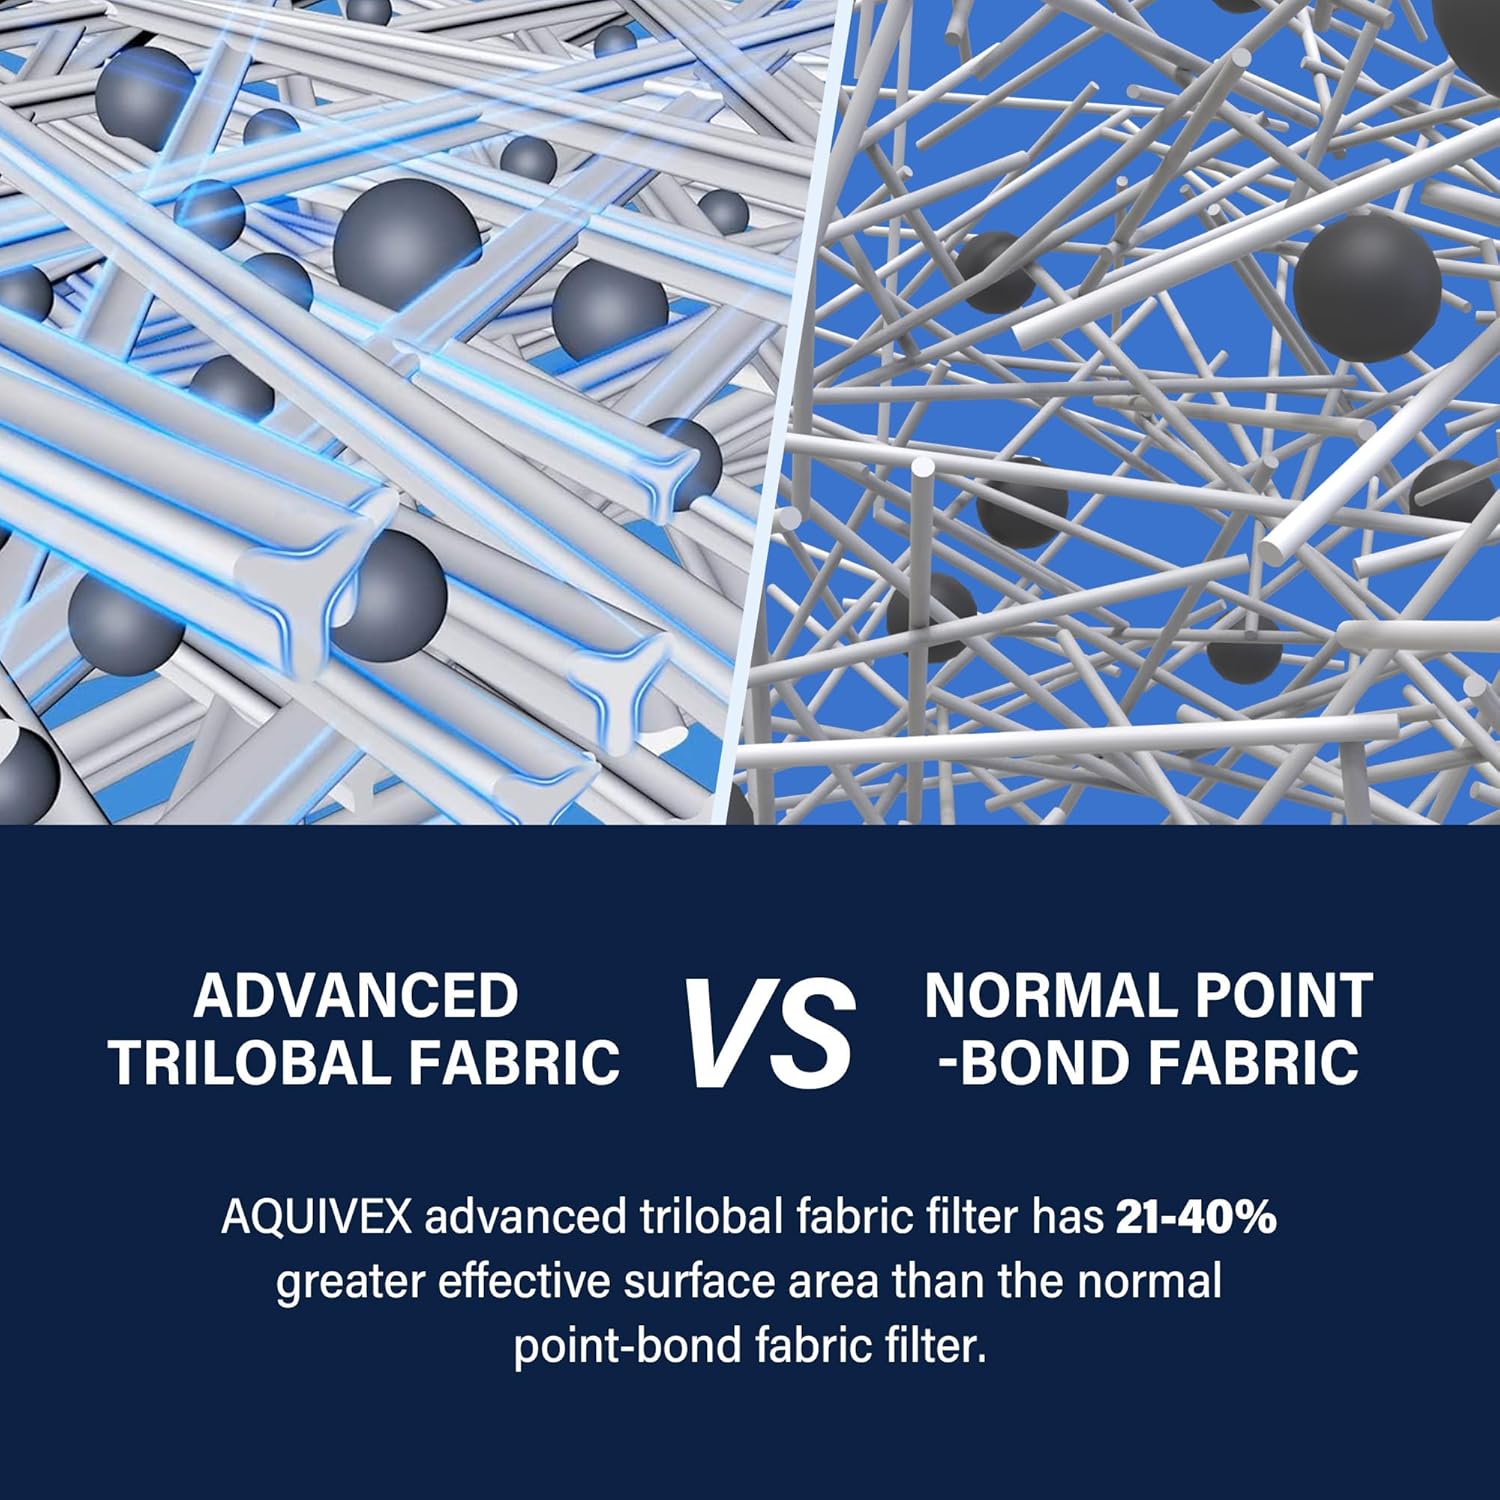 ADVANCED
TRILOBAL FABRIC
VS
NORMAL POINT
-BOND FABRIC
AQUIVEX advanced trilobal fabric filter has 21-40%
greater effective surface area than the normal
point-bond fabric filter.